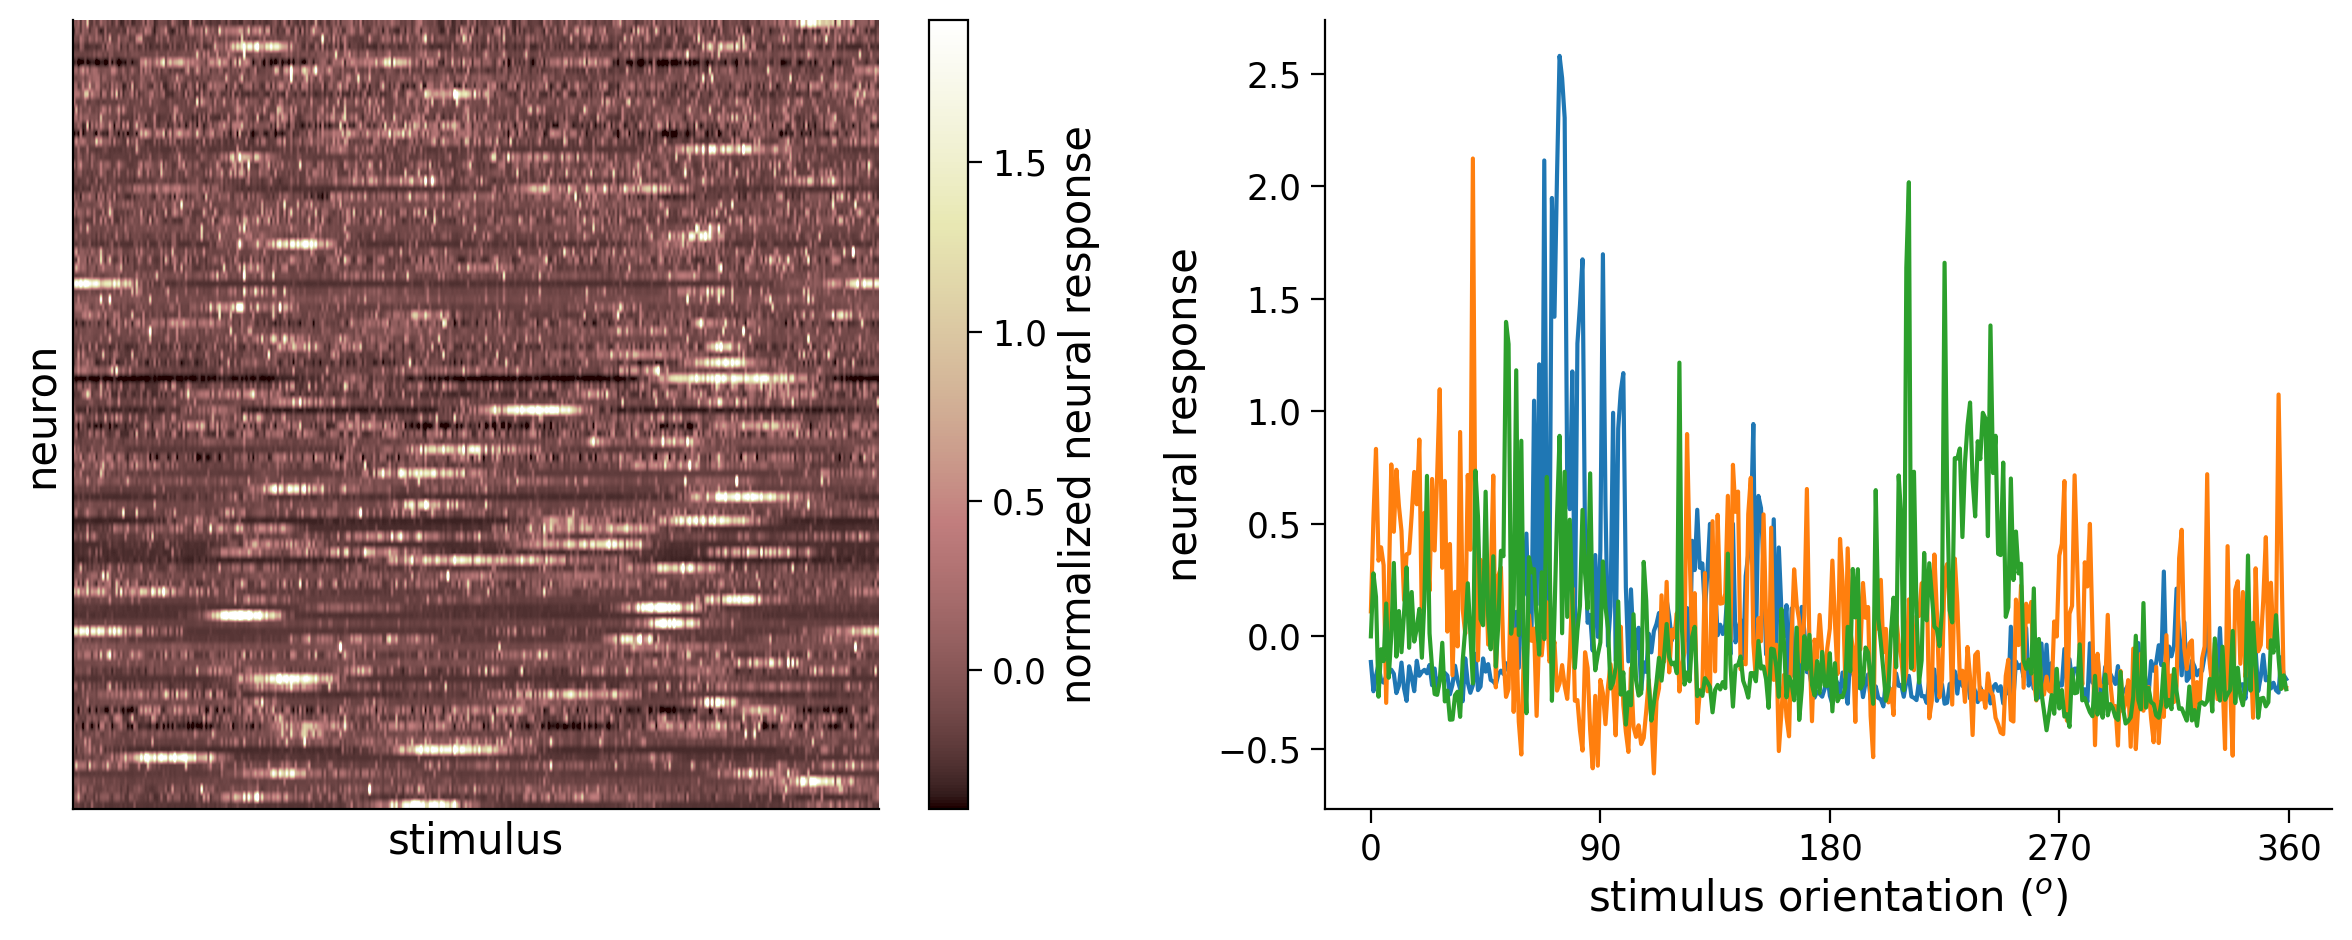 neuron
stimulus
1.5
1.0
0.5
0.0
normalized neural response
neural response
2.5
2.0
1.5
1.0
0.5
0.0
−0.5
0 90 180 270 360
stimulus orientation (o)